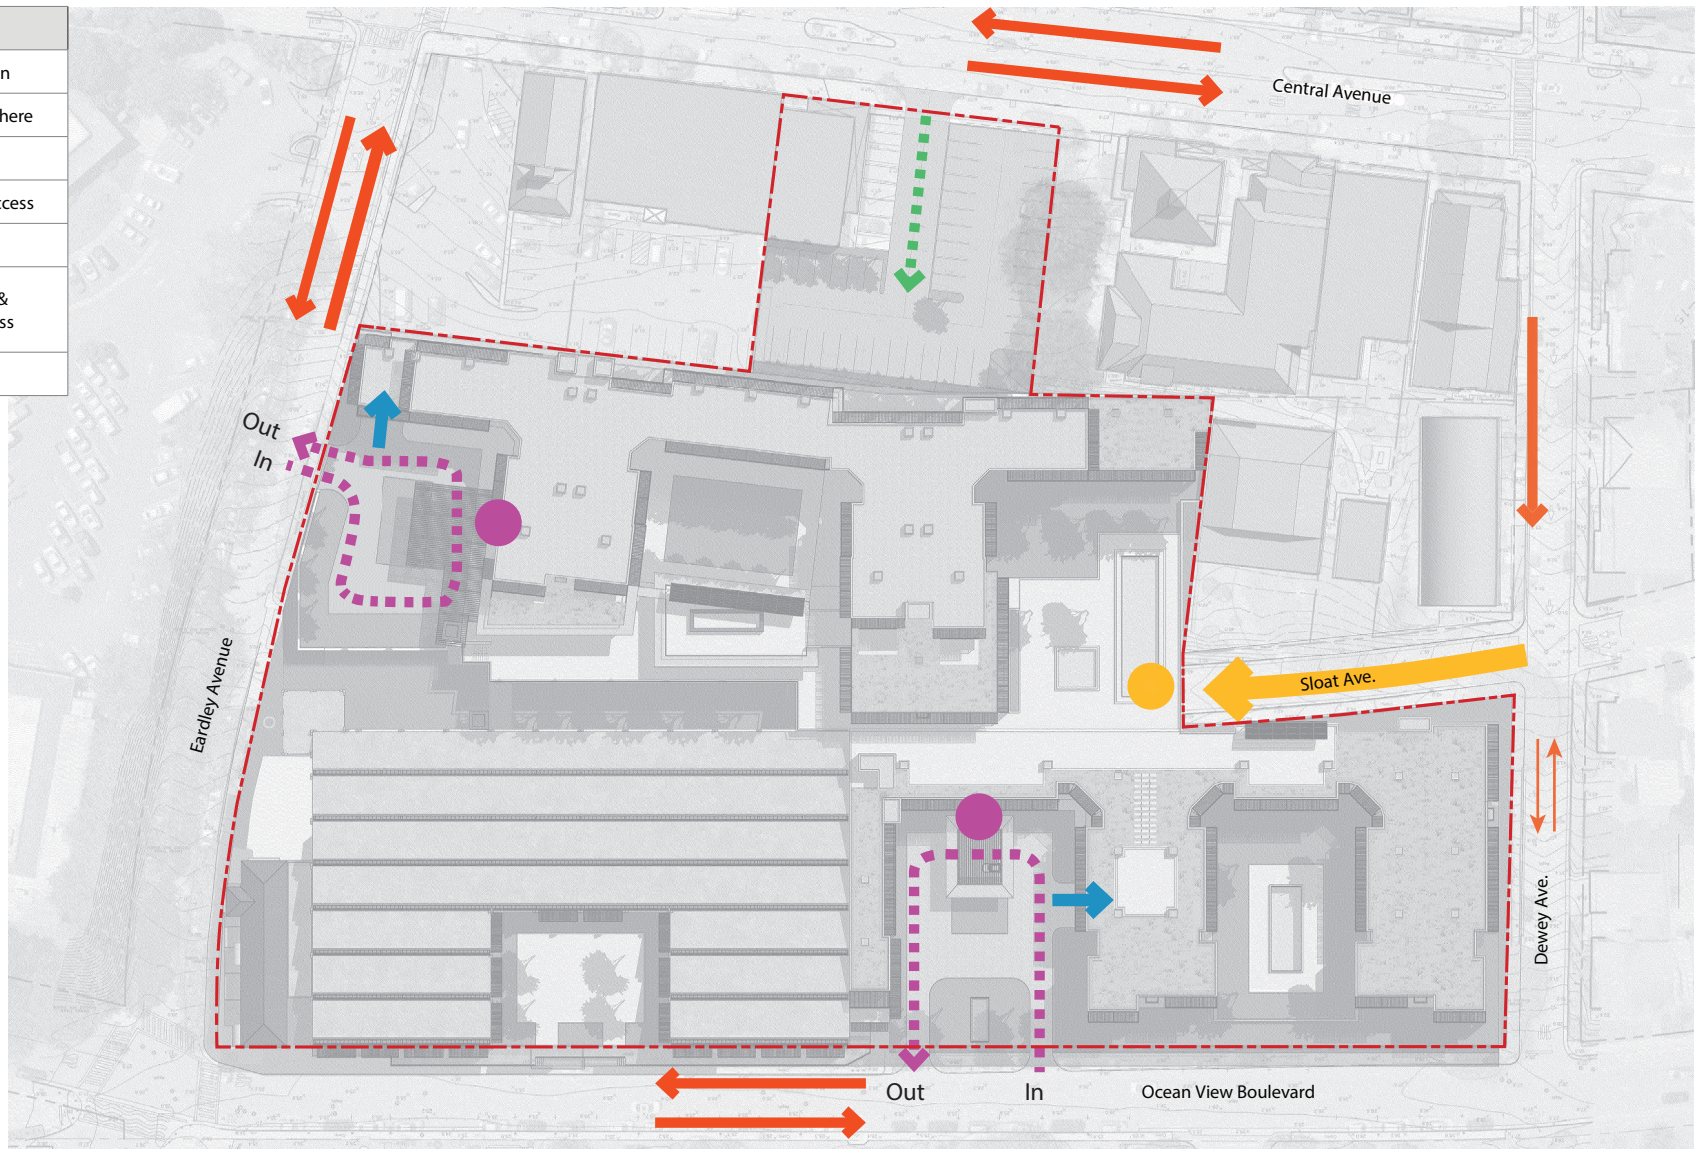 n
here
ccess
&
ss
Central Avenue
Out
In
Eardley Avenue
Sloat Ave.
Dewey Ave.
Out
In
Ocean View Boulevard